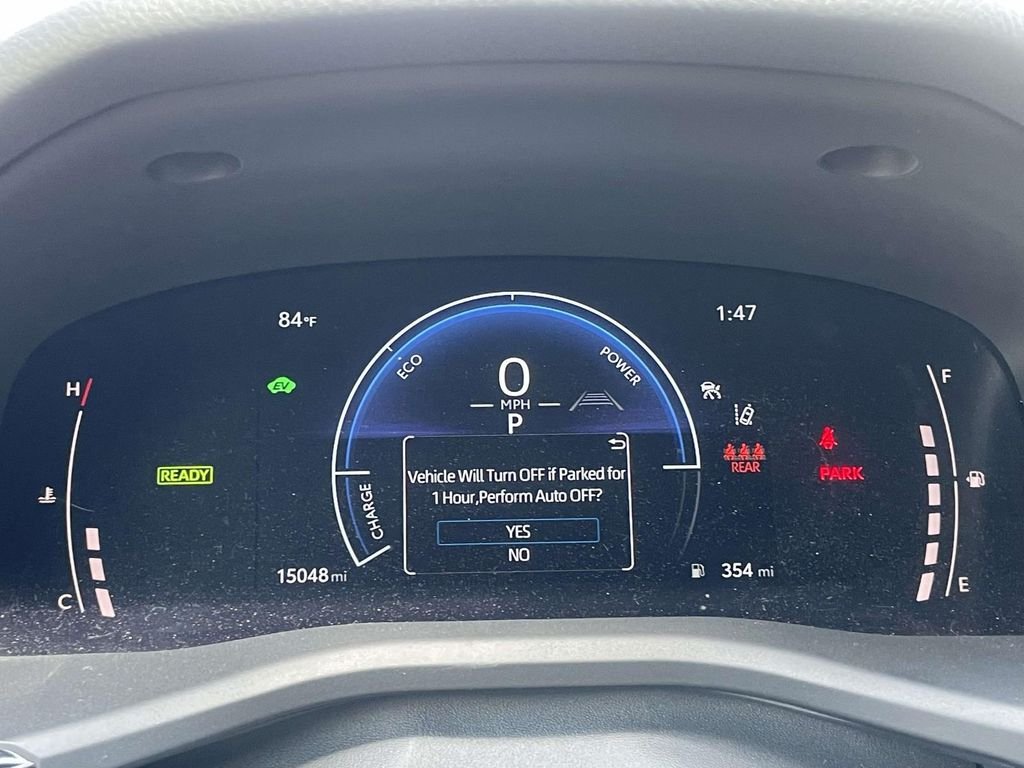 84°F
1:47
H
ECO
POWER
F
EV
0
MPH
P
READY
Vehicle Will Turn OFF if Parked for
1 Hour,Perform Auto OFF?
YES
NO
REAR
PARK
CHARGE
15048 mi
354 mi
C
E